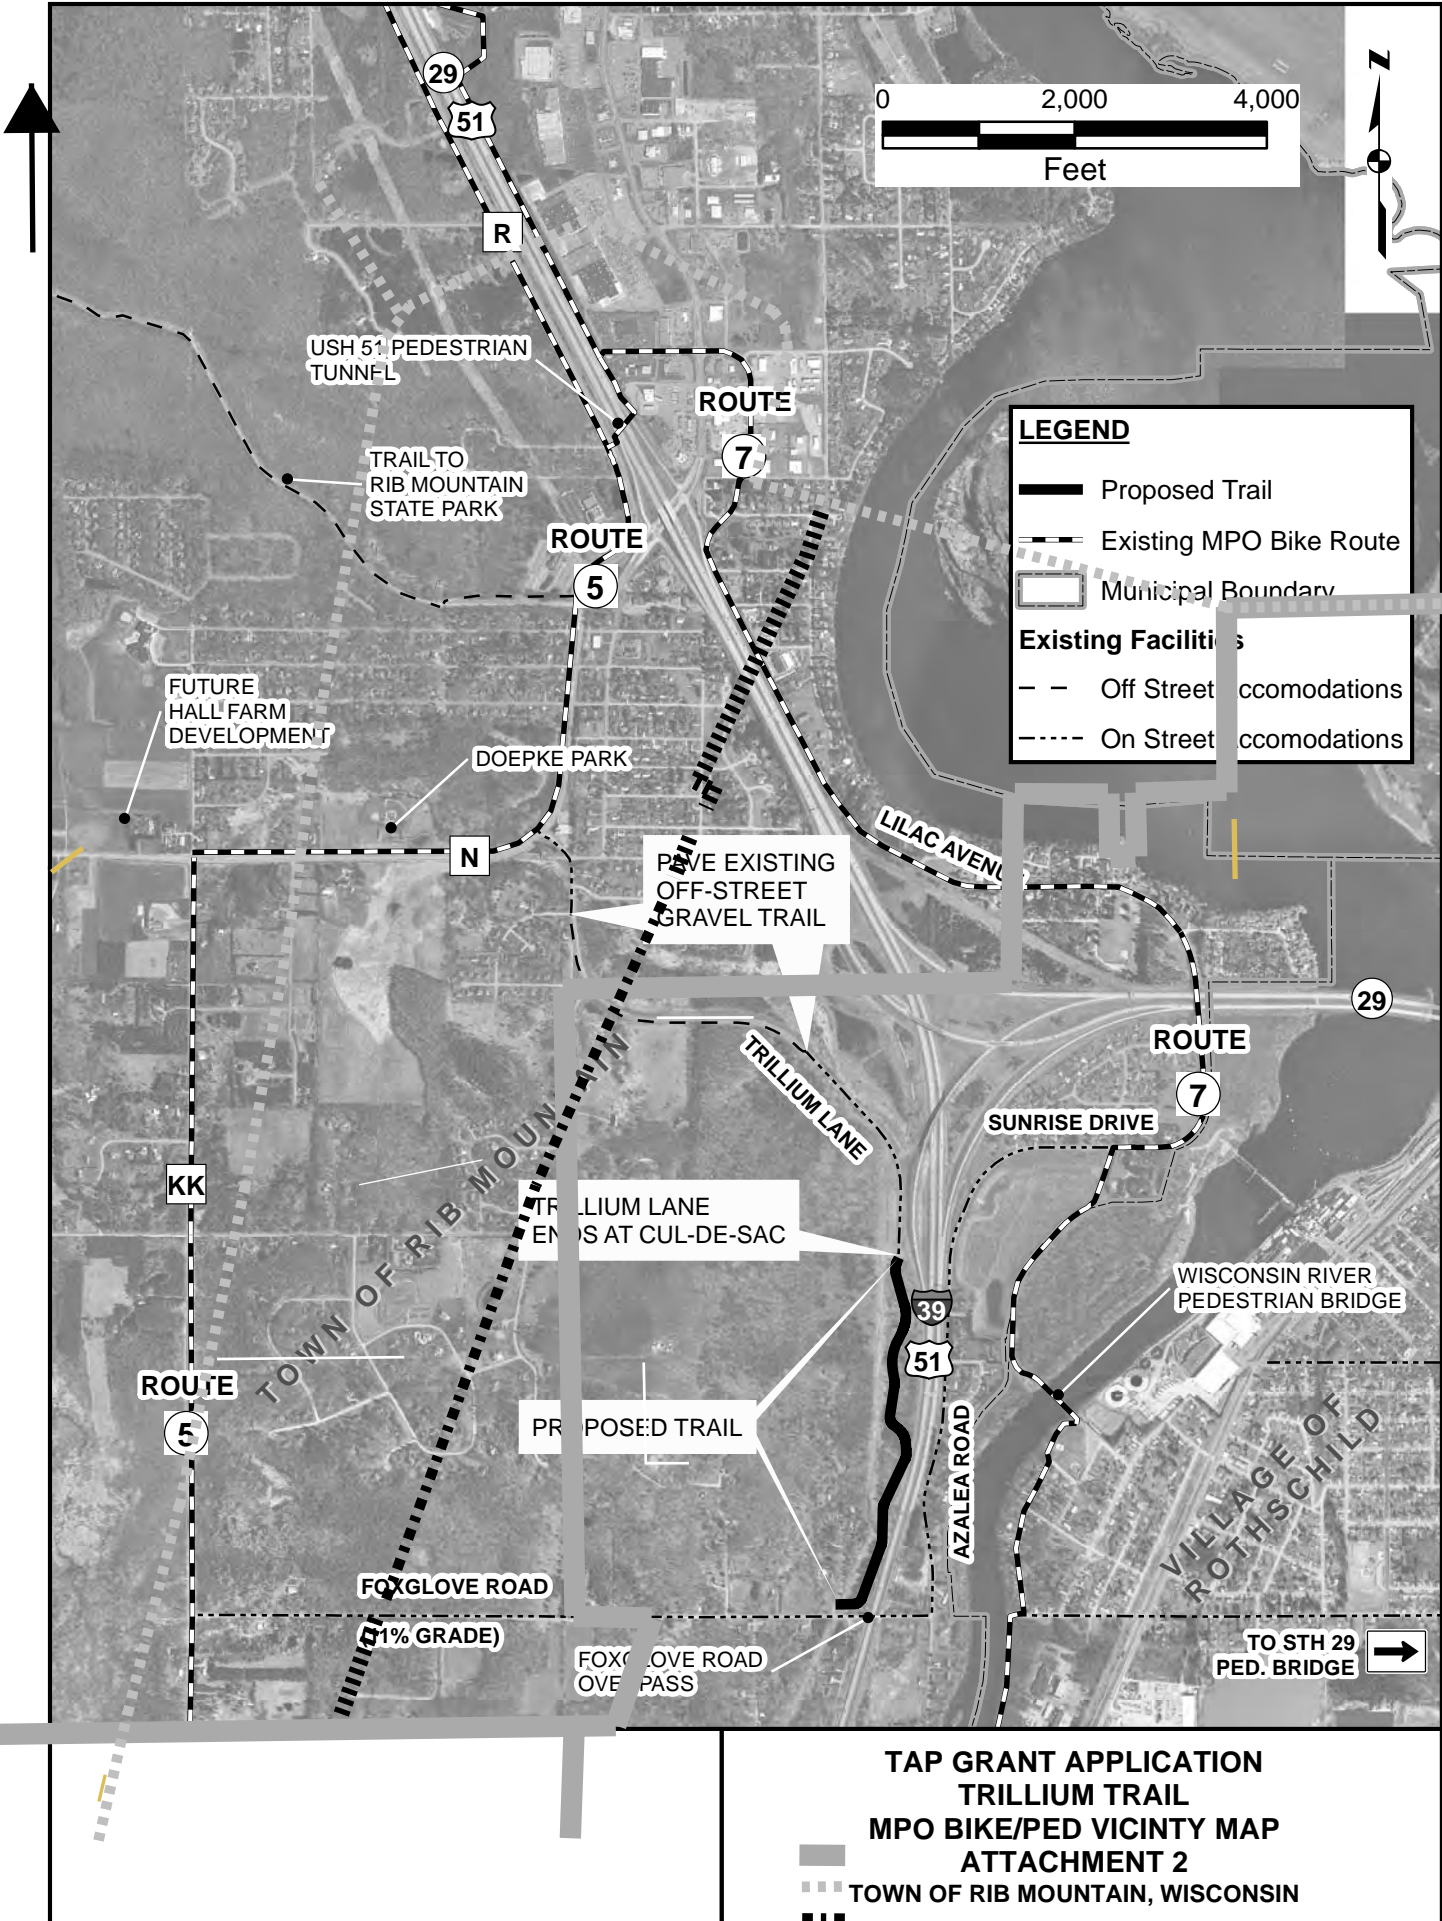 29
51
0 2,000 4,000
Feet
Z
R
USH 51 PEDESTRIAN
TUNNEL
ROUTE
7
LEGEND
Proposed Trail
Existing MPO Bike Route
Municipal Boundary
Existing Facilities
Off Street Accomodations
On Street Accomodations
TRAIL TO
RIB MOUNTAIN
STATE PARK
ROUTE
5
FUTURE
HALL FARM
DEVELOPMENT
DOEPKE PARK
N
LILAC AVENUE
PAVE EXISTING
OFF-STREET
GRAVEL TRAIL
29
ROUTE
7
TRILLIUM LANE
SUNRISE DRIVE
KK
TOWN OF RIB MOUNTAIN
TRILLIUM LANE
ENDS AT CUL-DE-SAC
WISCONSIN RIVER
PEDESTRIAN BRIDGE
39
51
ROUTE
5
PROPOSED TRAIL
AZALEA ROAD
VILLAGE OF
ROTHSCHILD
FOXGLOVE ROAD
(11% GRADE)
FOXGLOVE ROAD
OVERPASS
TO STH 29
PED. BRIDGE
TAP GRANT APPLICATION
TRILLIUM TRAIL
MPO BIKE/PED VICINTY MAP
ATTACHMENT 2
TOWN OF RIB MOUNTAIN, WISCONSIN